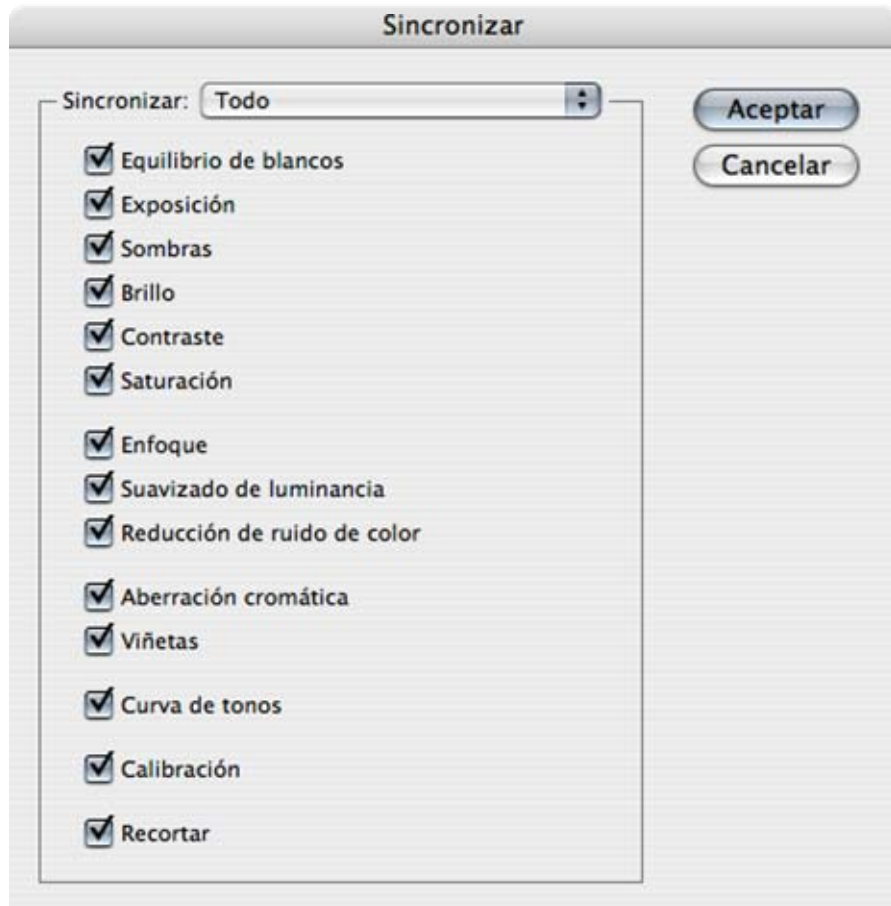 Sincronizar
Sincronizar: Todo
Aceptar
Cancelar
Equilibrio de blancos
Exposición
Sombras
Brillo
Contraste
Saturación
Enfoque
Suavizado de luminancia
Reducción de ruido de color
Aberración cromática
Viñetas
Curva de tonos
Calibración
Recortar